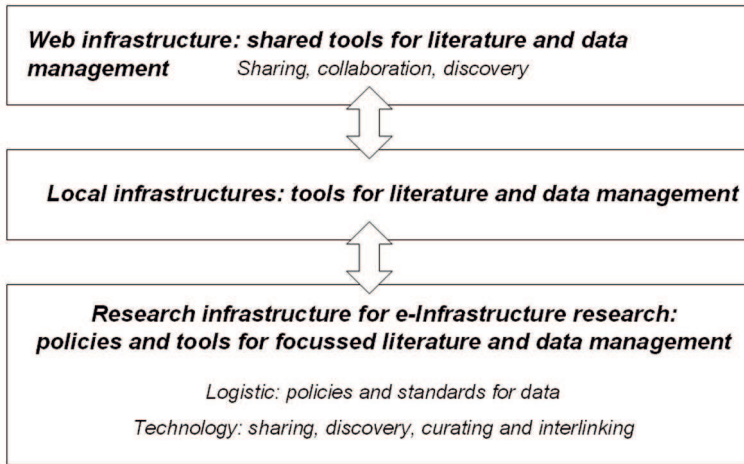 Web infrastructure: shared tools for literature and data
management Sharing, collaboration, discovery
Local infrastructures: tools for literature and data management
Research infrastructure for e-Infrastructure research:
policies and tools for focussed literature and data management
Logistic: policies and standards for data
Technology: sharing, discovery, curating and interlinking